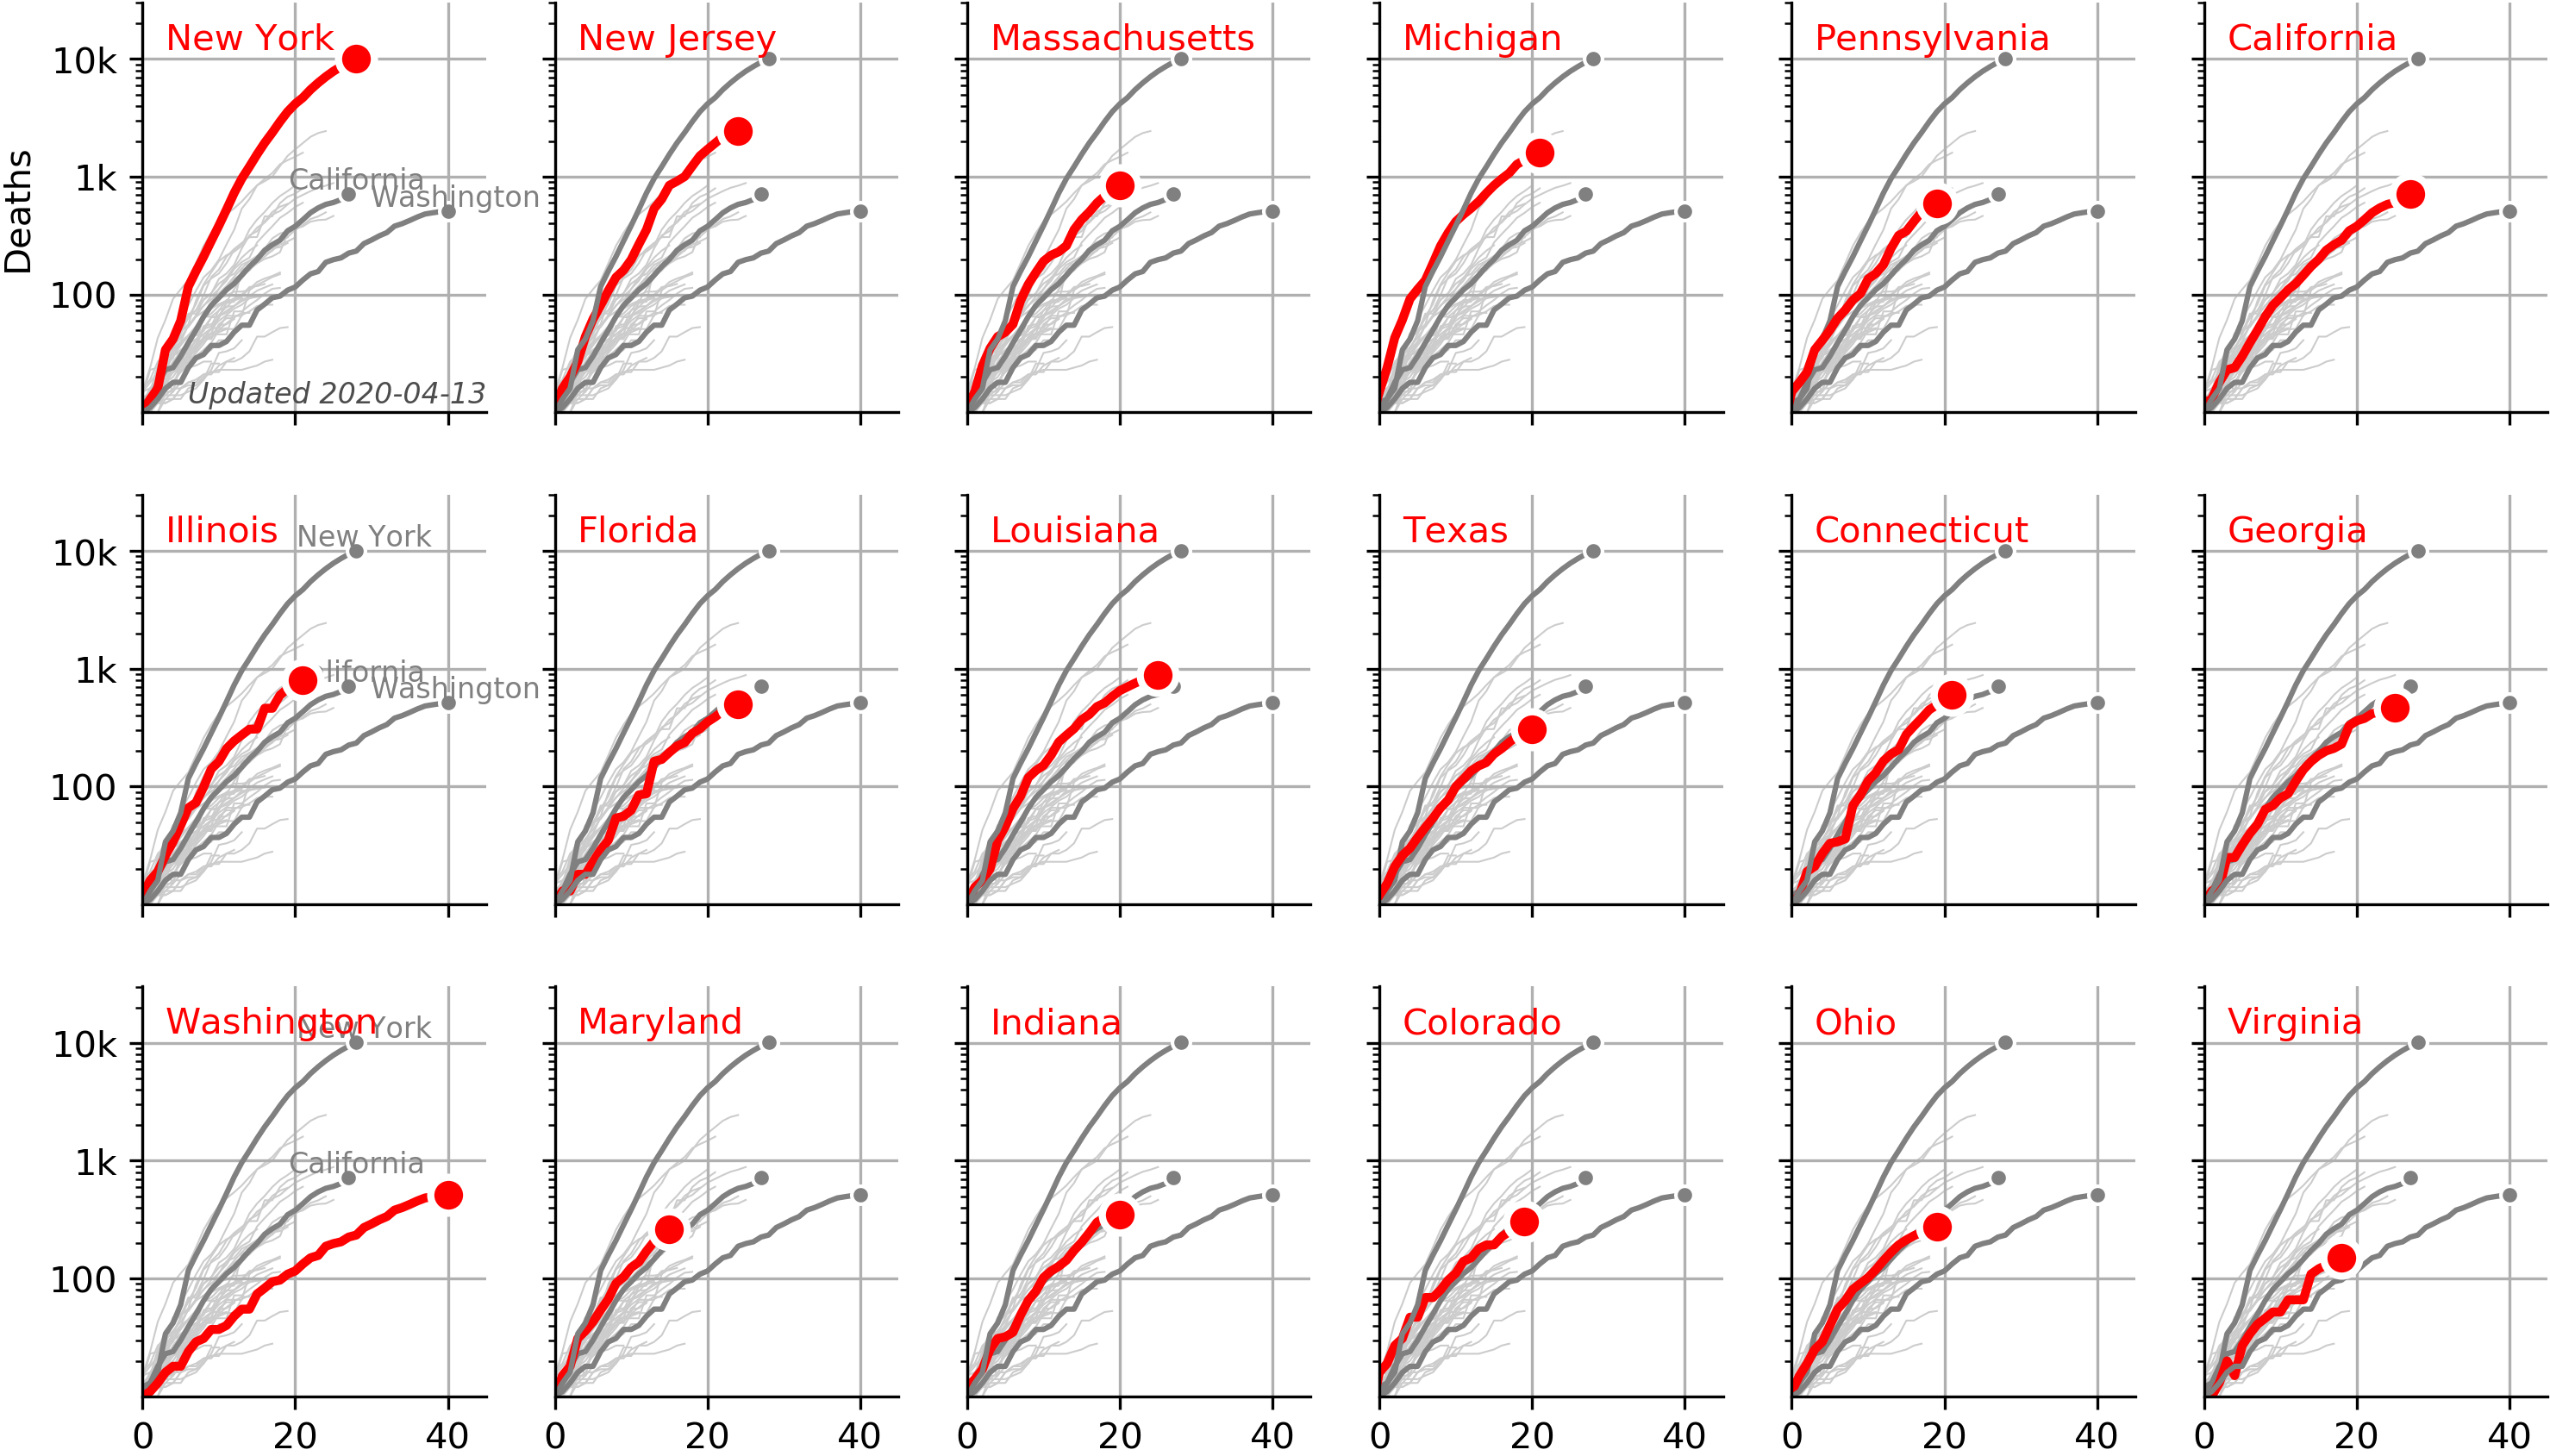 New York
New Jersey
Massachusetts
Michigan
Pennsylvania
California
10k
1k
100
Deaths
California
Washington
Updated 2020-04-13
Illinois
New York
Florida
Louisiana
Texas
Connecticut
Georgia
10k
1k
100
lifornia
Washington
Washington
New York
Maryland
Indiana
Colorado
Ohio
Virginia
10k
1k
100
California
0 20 40
0 20 40
0 20 40
0 20 40
0 20 40
0 20 40